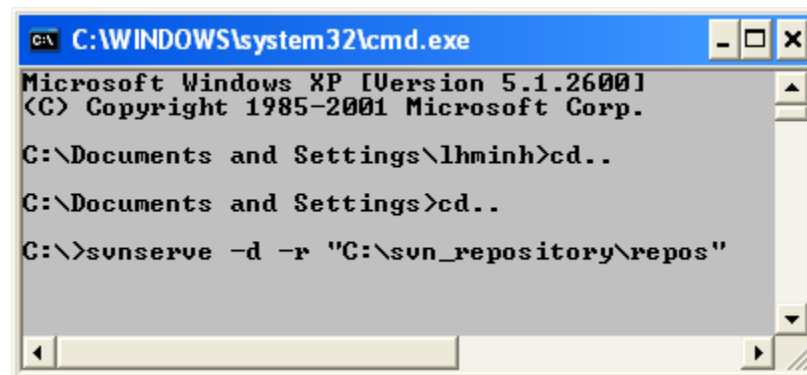 C:\WINDOWS\system32\cmd.exe
Microsoft Windows XP [Version 5.1.2600]
(C) Copyright 1985-2001 Microsoft Corp.
C:\Documents and Settings\lhminh>cd..
C:\Documents and Settings>cd..
C:\>svnserve -d -r "C:\svn_repository\repos"